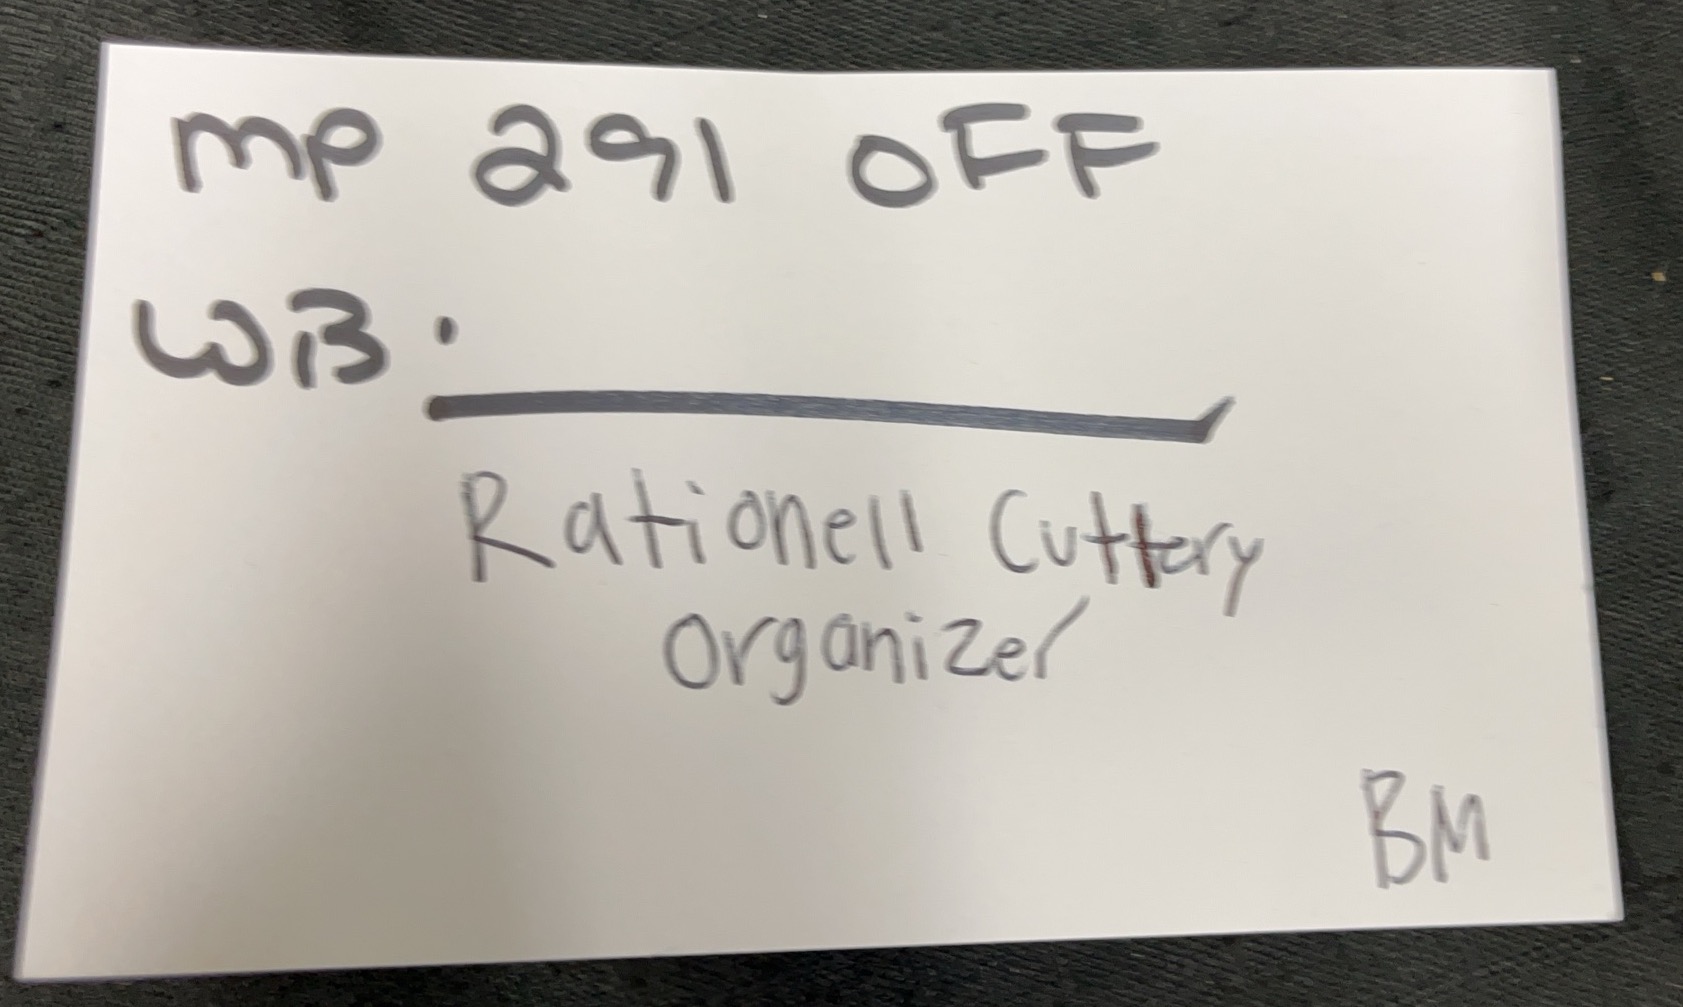 mp 291 OFF
WB.
Rationell Cuttery
Organizer
BM